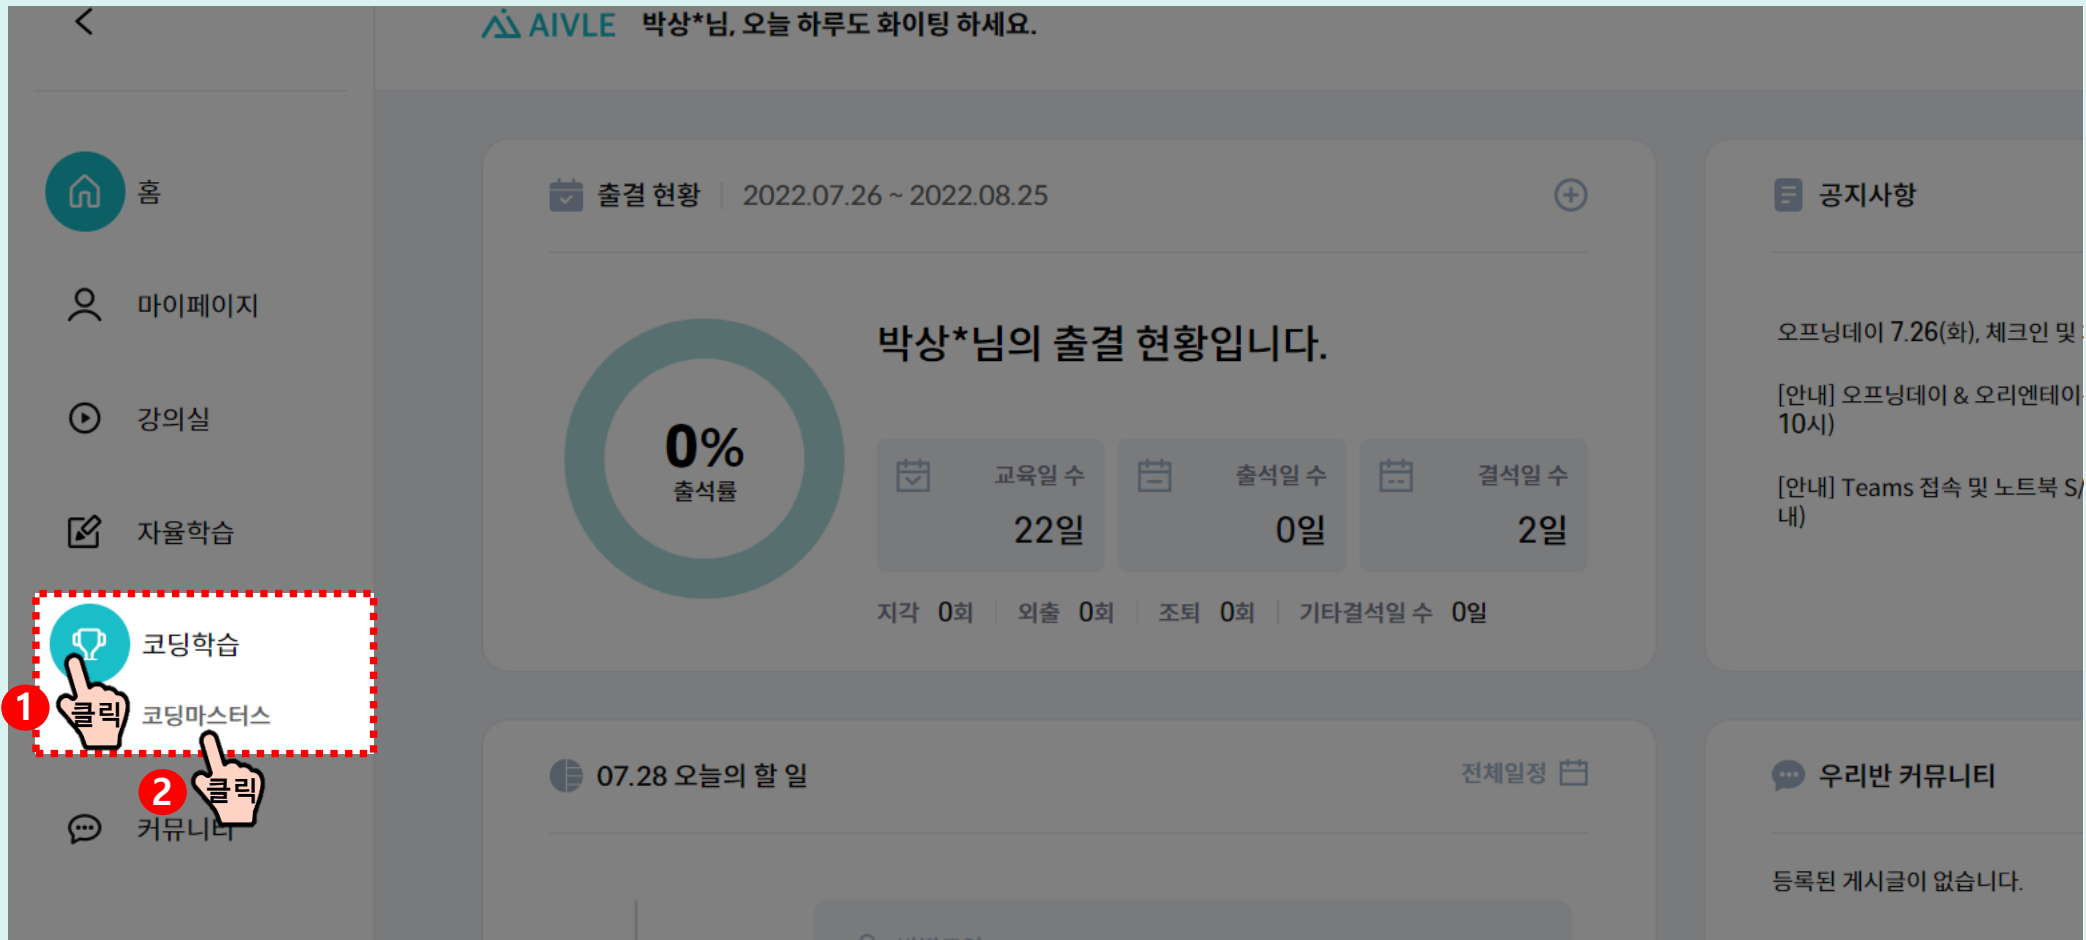 AIVLE 박상*님, 오늘 하루도 화이팅 하세요.
홈
마이페이지
강의실
자율학습
코딩학습
1 클릭
코딩마스터스
2 클릭
커뮤니티
출결 현황 2022.07.26 ~ 2022.08.25
박상*님의 출결 현황입니다.
0%
출석률
교육일 수
22일
출석일 수
0일
결석일 수
2일
지각 0회 외출 0회 조퇴 0회 기타결석일 수 0일
공지사항
오프닝데이 7.26(화), 체크인 및
[안내] 오프닝데이 & 오리엔테이
10시)
[안내] Teams 접속 및 노트북 S/
내)
07.28 오늘의 할 일 전체일정
우리반 커뮤니티
등록된 게시글이 없습니다.